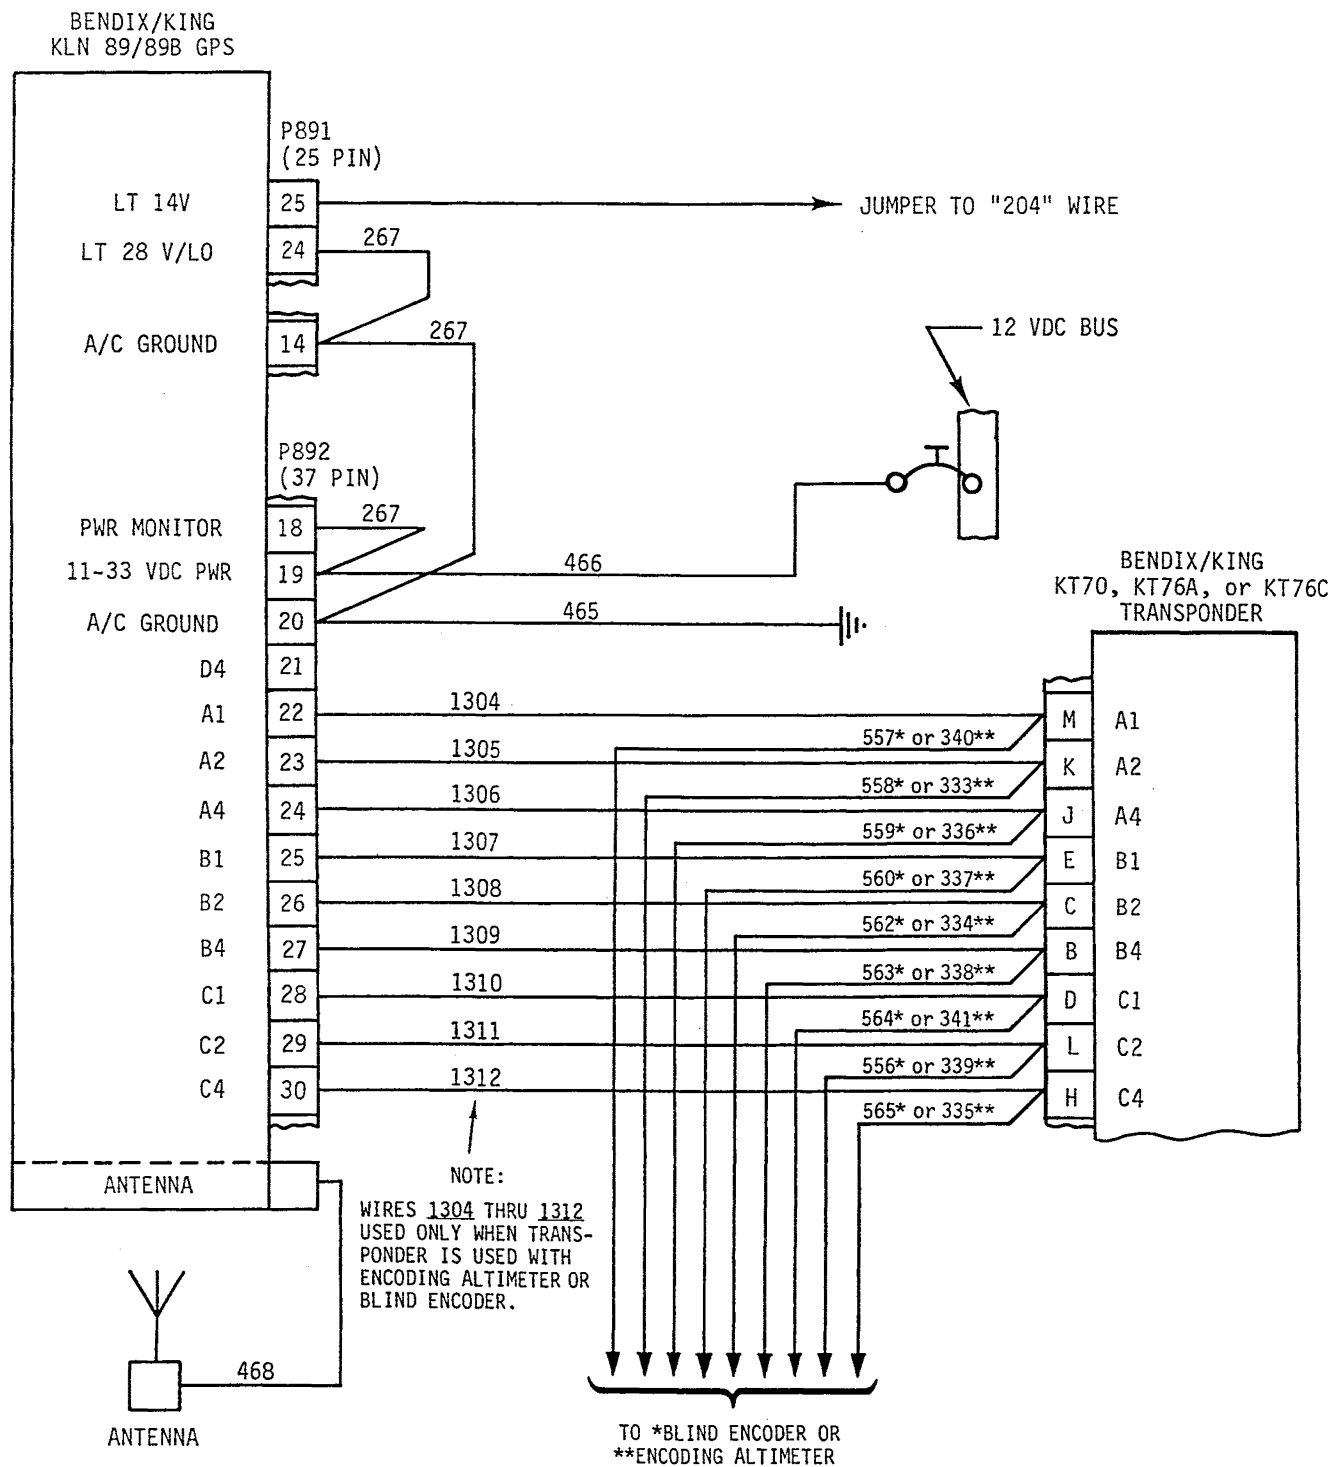 BENDIX/KING
KLN 89/89B GPS
P891
(25 PIN)
LT 14V 25
JUMPER TO "204" WIRE
LT 28 V/LO 24 267
A/C GROUND 14 267
12 VDC BUS
P892
(37 PIN)
PWR MONITOR 18 267
11-33 VDC PWR 19 466
A/C GROUND 20 465
BENDIX/KING
KT70, KT76A, or KT76C
TRANSPONDER
D4 21
A1 22 1304 M A1
557* or 340**
A2 23 1305 K A2
558* or 333**
A4 24 1306 J A4
559* or 336**
B1 25 1307 E B1
560* or 337**
B2 26 1308 C B2
562* or 334**
B4 27 1309 B B4
563* or 338**
C1 28 1310 D C1
564* or 341**
C2 29 1311 L C2
556* or 339**
C4 30 1312 H C4
565* or 335**
NOTE:
WIRES 1304 THRU 1312
USED ONLY WHEN TRANS-
PONDER IS USED WITH
ENCODING ALTIMETER OR
BLIND ENCODER.
ANTENNA
468
ANTENNA
TO *BLIND ENCODER OR
**ENCODING ALTIMETER